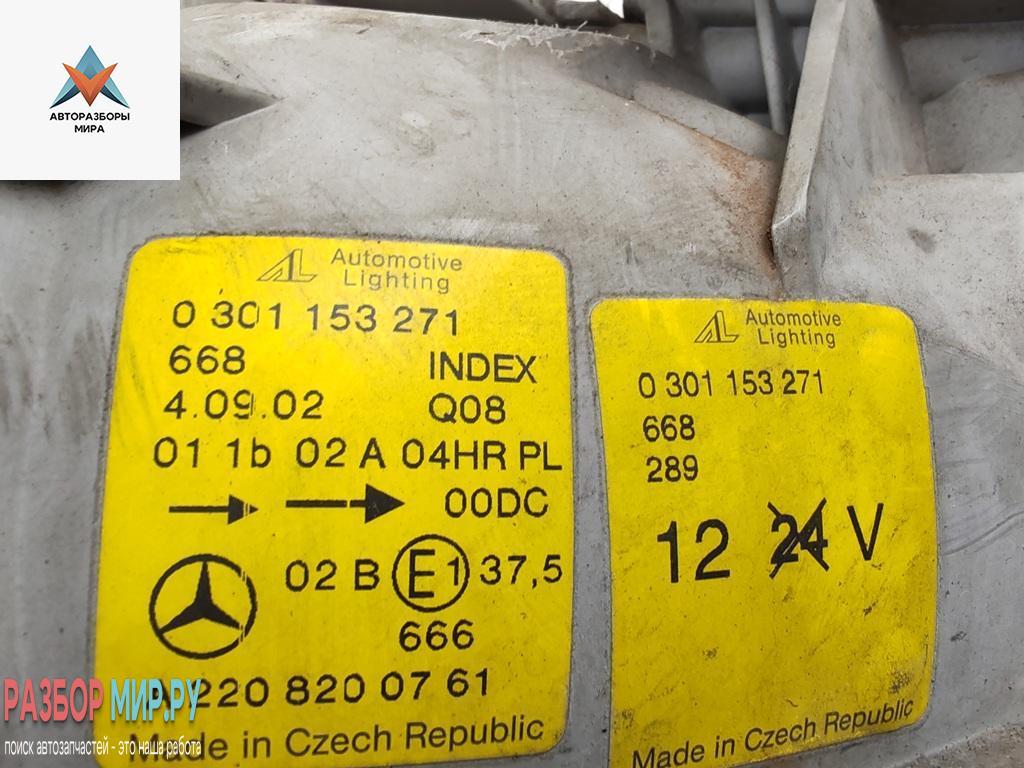 АВТОРАЗБОРЫ
МИРА
AL Automotive
Lighting
0 301 153 271
668 INDEX
4.09.02 Q08
01 1b 02 A 04HR PL
00DC
02 B E1 37,5
666
220 820 07 61
Made in Czech Republic
AL Automotive
Lighting
0 301 153 271
668
289
12 24 V
Made in Czech Republic
РАЗБОР МИР.РУ
поиск автозапчастей - это наша работа